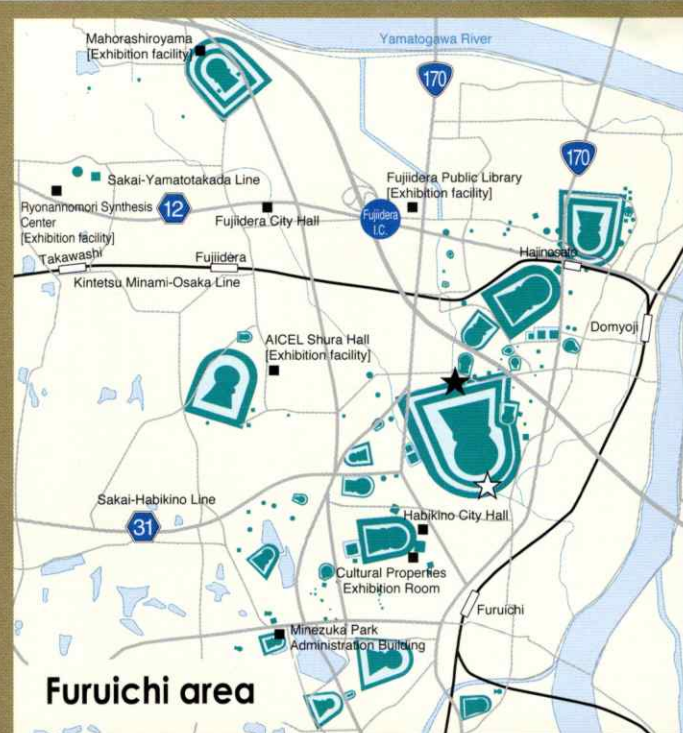 Mahorashiroyama
[Exhibition facility]
Yamatogawa River
170
170
Sakai-Yamatotakada Line
12
Ryonannomori Synthesis
Center
[Exhibition facility]
Fujiidera City Hall
Fujiidera Public Library
[Exhibition facility]
Fujiidera
I.C.
Takawashi
Fujiidera
Hajinosato
Kintetsu Minami-Osaka Line
Domyoji
AICEL Shura Hall
[Exhibition facility]
Sakai-Habikino Line
31
Habikino City Hall
Cultural Properties
Exhibition Room
Furuichi
Minezuka Park
Administration Building
Furuichi area